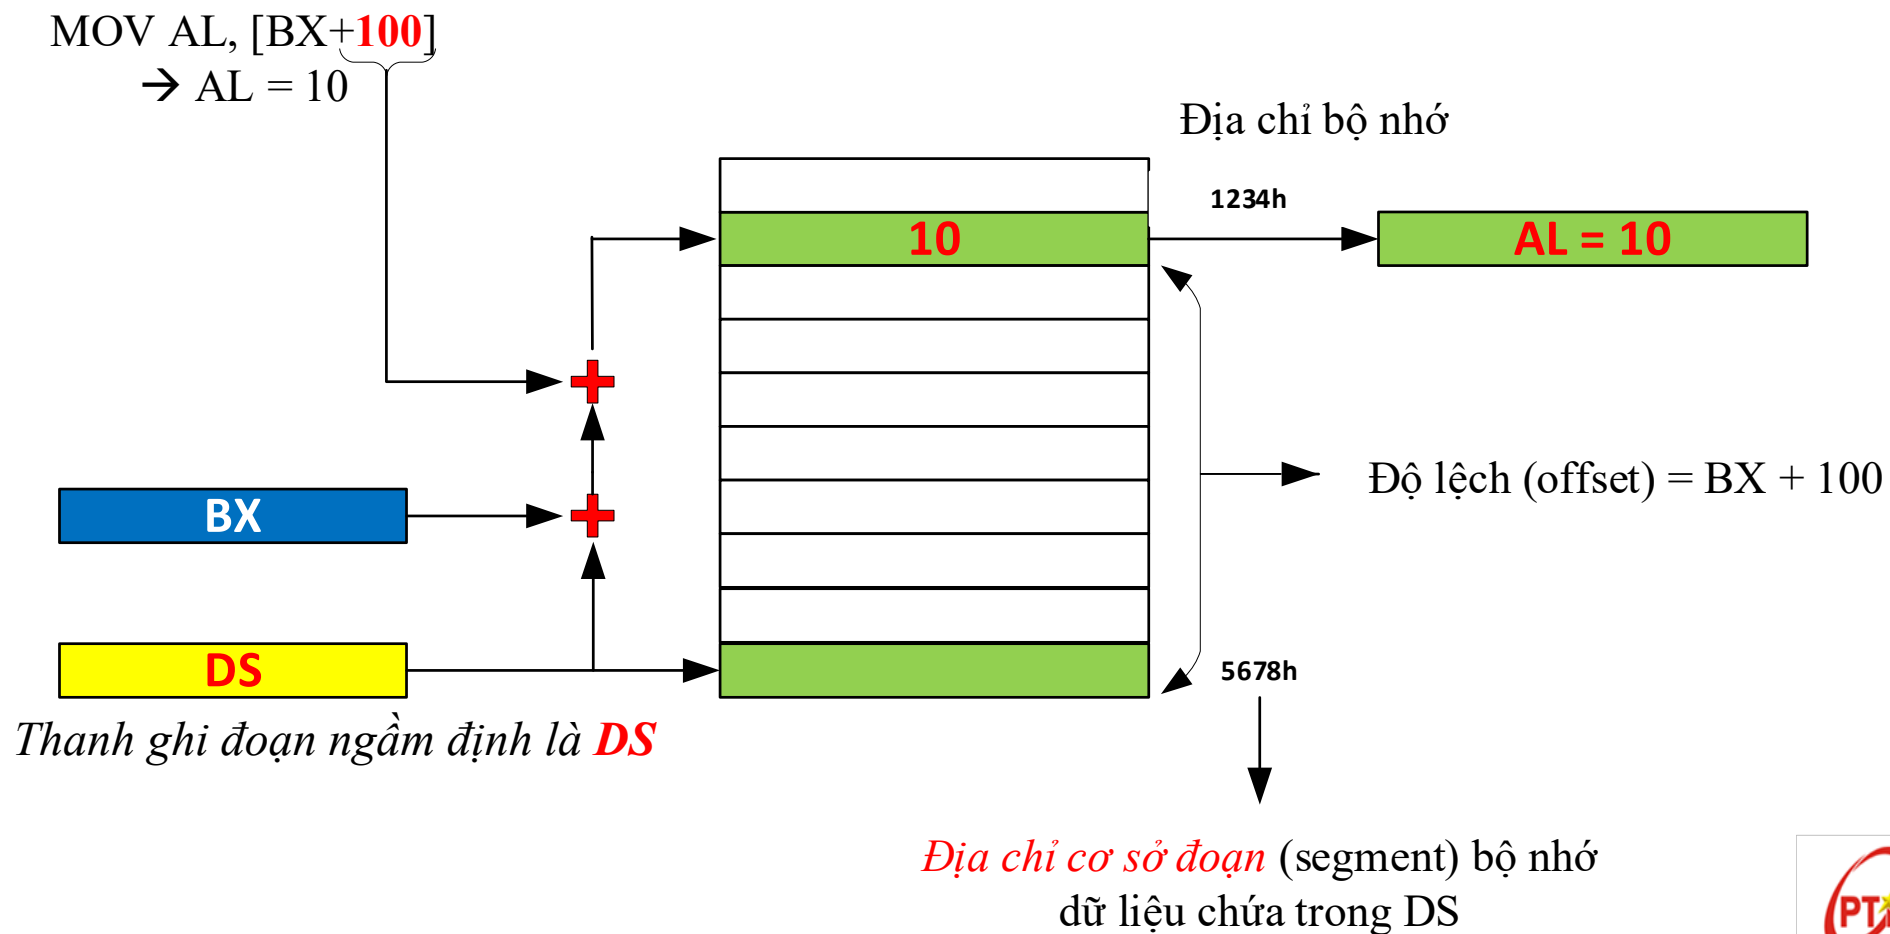 MOV AL, [BX+100]
→ AL = 10
Địa chỉ bộ nhớ
1234h
10
AL = 10
BX
Độ lệch (offset) = BX + 100
DS
5678h
Thanh ghi đoạn ngầm định là DS
Địa chỉ cơ sở đoạn (segment) bộ nhớ
dữ liệu chứa trong DS